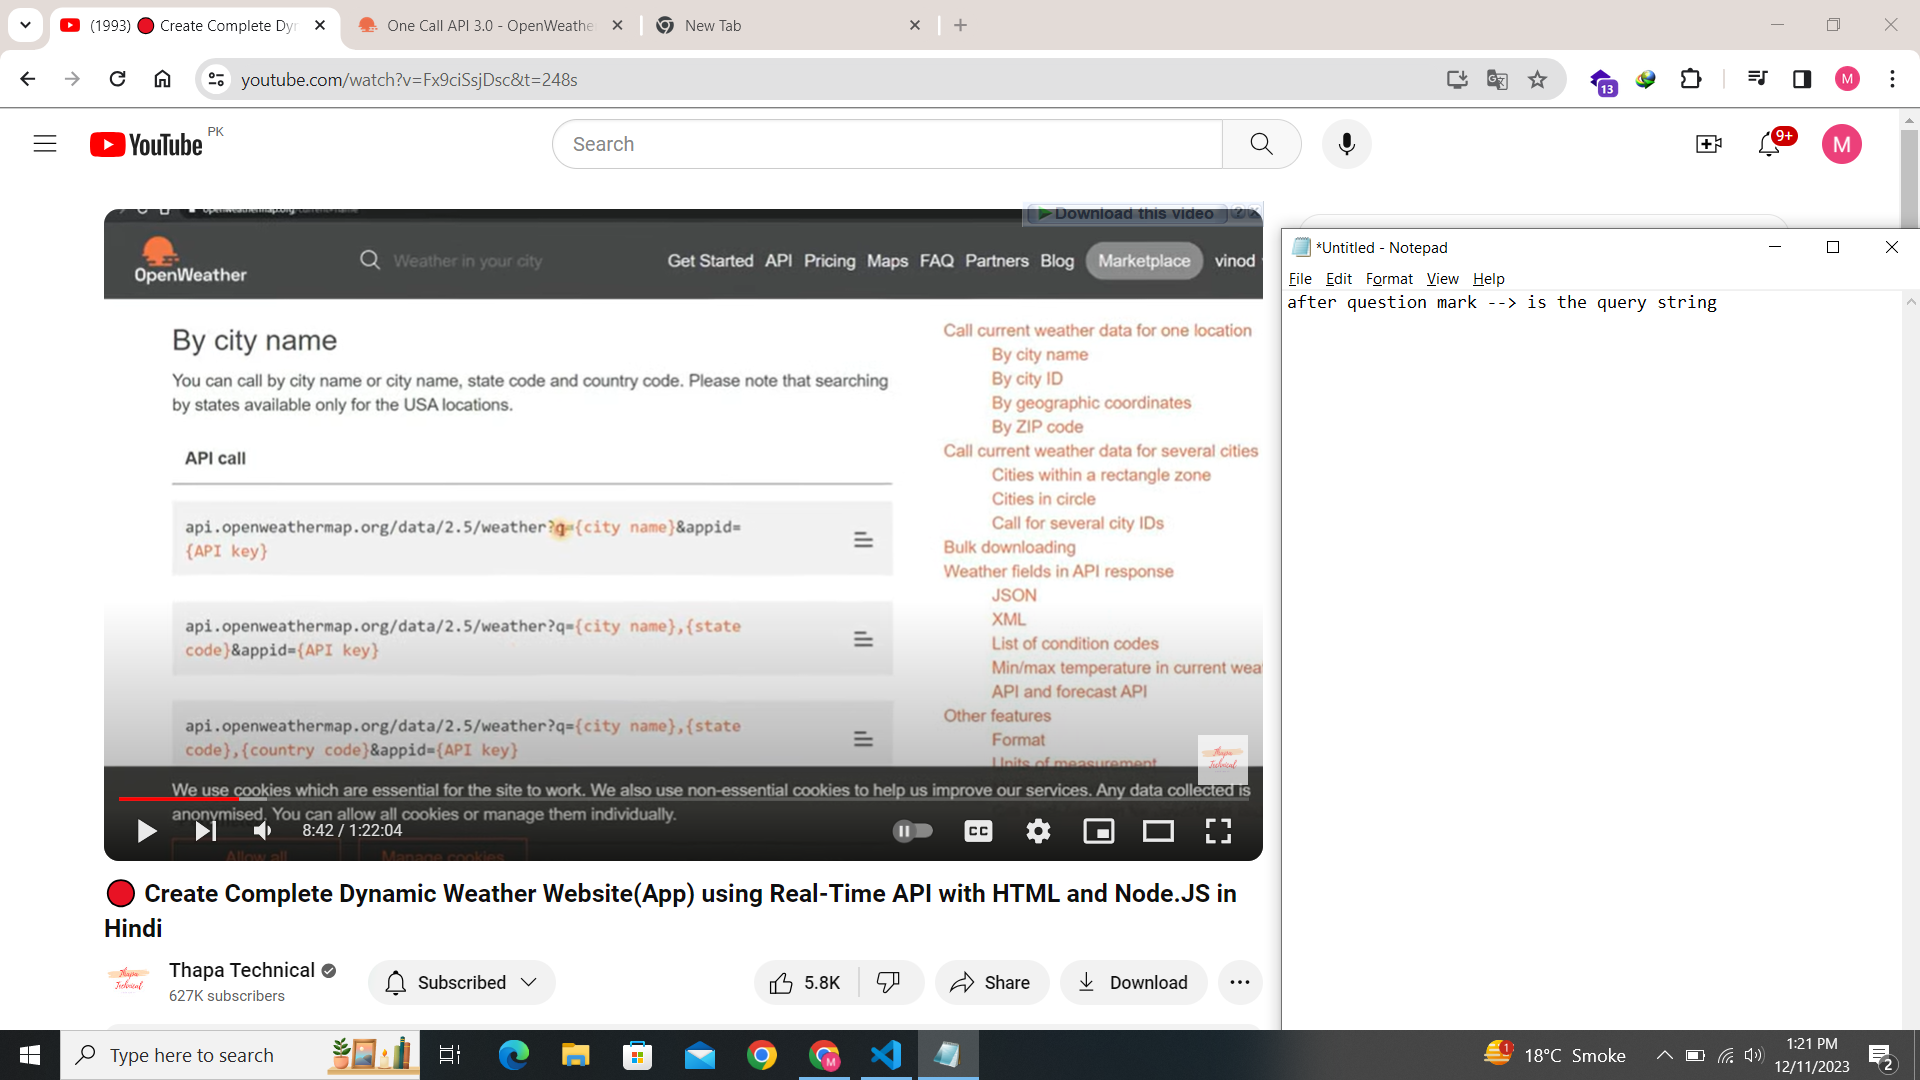 (1993) 🔴 Create Complete Dyn
One Call API 3.0 - OpenWeathe
New Tab
youtube.com/watch?v=Fx9ciSsjDsc&t=248s
13
M
YouTube PK
Search
9+
M
Download this video
OpenWeather
Weather in your city
Get Started API Pricing Maps FAQ Partners Blog Marketplace vinod
By city name
You can call by city name or city name, state code and country code. Please note that searching
by states available only for the USA locations.
API call
api.openweathermap.org/data/2.5/weather?q={city name}&appid=
{API key}
api.openweathermap.org/data/2.5/weather?q={city name},{state
code}&appid={API key}
api.openweathermap.org/data/2.5/weather?q={city name},{state
code},{country code}&appid={API key}
Call current weather data for one location
By city name
By city ID
By geographic coordinates
By ZIP code
Call current weather data for several cities
Cities within a rectangle zone
Cities in circle
Call for several city IDs
Bulk downloading
Weather fields in API response
JSON
XML
List of condition codes
Min/max temperature in current wea
API and forecast API
Other features
Format
Units of measurement
Thapa
Technical
We use cookies which are essential for the site to work. We also use non-essential cookies to help us improve our services. Any data collected is
anonymised. You can allow all cookies or manage them individually.
Allow all
Manage cookies
8:42 / 1:22:04
CC
🔴 Create Complete Dynamic Weather Website(App) using Real-Time API with HTML and Node.JS in
Hindi
Thapa
Technical
Thapa Technical
627K subscribers
Subscribed
5.8K
Share
Download
*Untitled - Notepad
File Edit Format View Help
after question mark --> is the query string
Type here to search
M
1
18°C Smoke
1:21 PM
12/11/2023
2